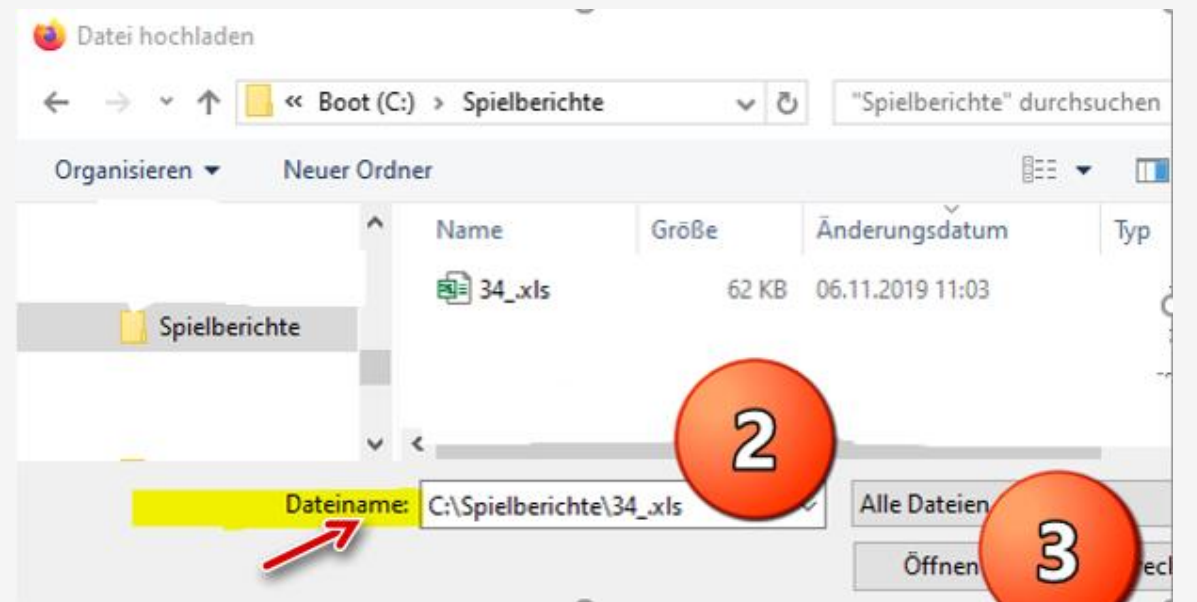 Datei hochladen
« Boot (C:) > Spielberichte
"Spielberichte" durchsuchen
Organisieren Neuer Ordner
Name Größe Änderungsdatum Typ
34_.xls 62 KB 06.11.2019 11:03
Spielberichte
2
Dateiname: C:\Spielberichte\34_.xls Alle Dateien
Öffnen 3